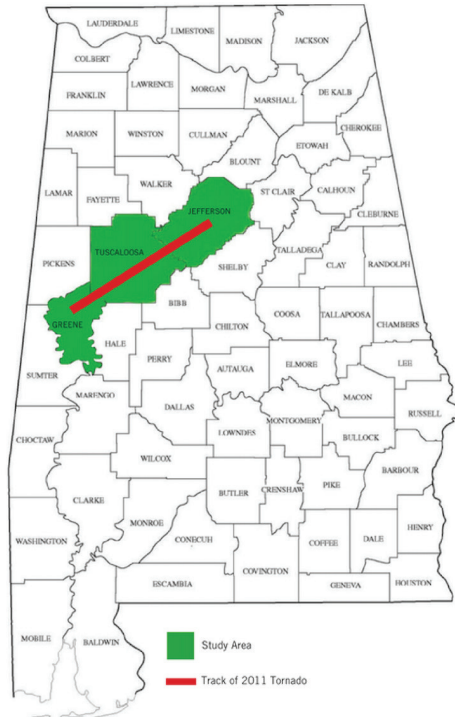 LAUDERDALE
LIMESTONE
MADISON
JACKSON
COLBERT
LAWRENCE
MORGAN
MARSHALL
DE KALB
FRANKLIN
MARION
WINSTON
CULLMAN
ETOWAH
CHEROKEE
BLOUNT
LAMAR
FAYETTE
WALKER
JEFFERSON
ST CLAIR
CALHOUN
CLEBURNE
TUSCALOOSA
PICKENS
SHELBY
TALLADEGA
CLAY
RANDOLPH
GREENE
HALE
BIBB
CHILTON
COOSA
TALLAPOOSA
CHAMBERS
SUMTER
PERRY
AUTAUGA
ELMORE
LEE
MARENGO
DALLAS
MACON
RUSSELL
CHOCTAW
LOWNDES
MONTGOMERY
BULLOCK
WILCOX
BARBOUR
CLARKE
BUTLER
CRENSHAW
PIKE
MONROE
WASHINGTON
CONECUH
COFFEE
DALE
HENRY
COVINGTON
ESCAMBIA
GENEVA
HOUSTON
MOBILE
BALDWIN
Study Area
Track of 2011 Tornado